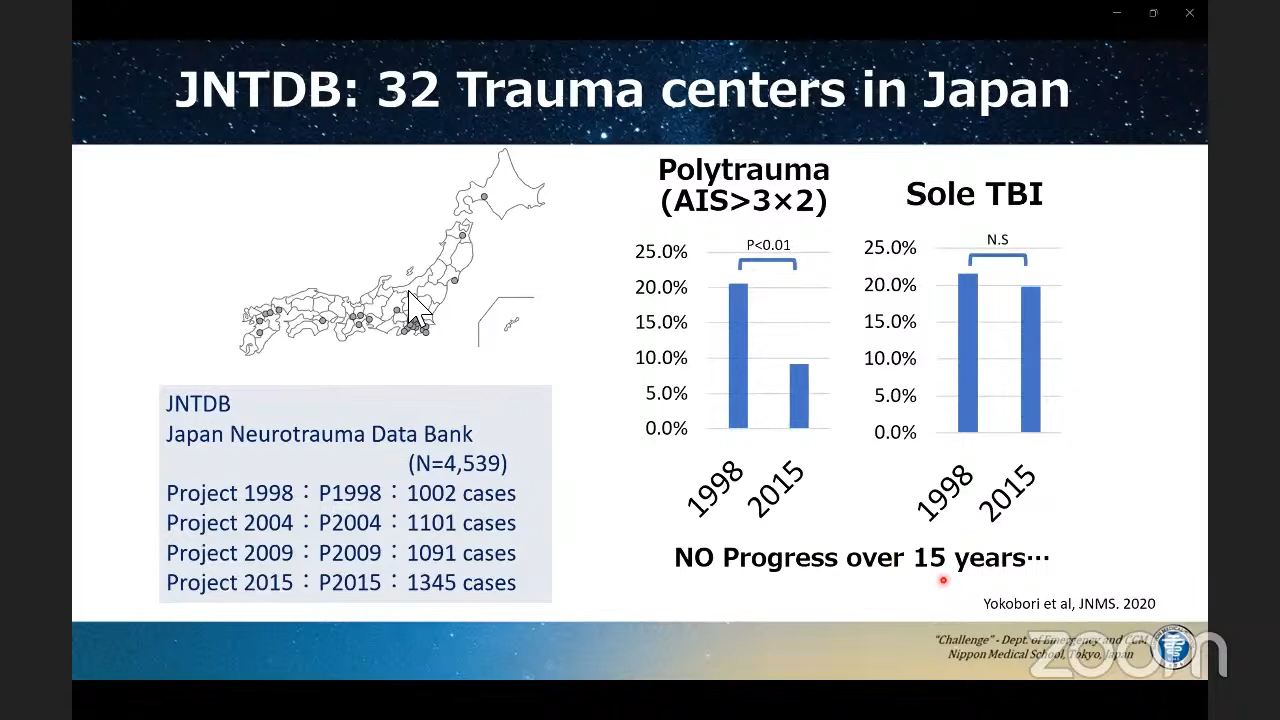 JNTDB: 32 Trauma centers in Japan
JNTDB
Japan Neurotrauma Data Bank
(N=4,539)
Project 1998：P1998：1002 cases
Project 2004：P2004：1101 cases
Project 2009：P2009：1091 cases
Project 2015：P2015：1345 cases
Polytrauma
(AIS>3×2)
P<0.01
25.0%
20.0%
15.0%
10.0%
5.0%
0.0%
1998
2015
Sole TBI
N.S
25.0%
20.0%
15.0%
10.0%
5.0%
0.0%
1998
2015
NO Progress over 15 years…
Yokobori et al, JNMS. 2020
"Challenge" - Dept. of Emergency and CCM
Nippon Medical School, Tokyo, Japan
zoom